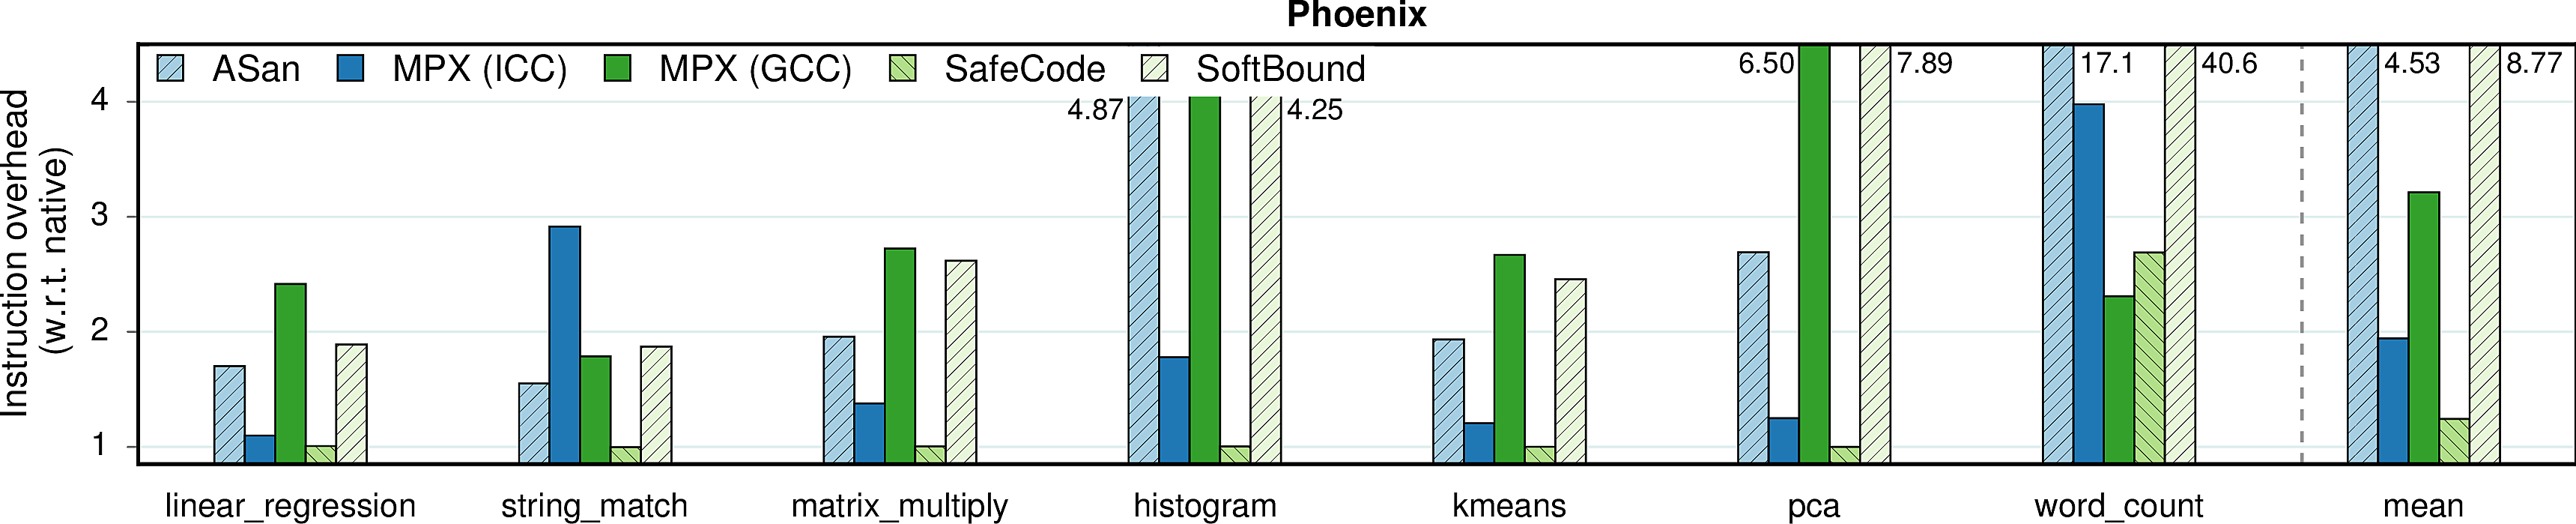 Phoenix
ASan MPX (ICC) MPX (GCC) SafeCode SoftBound
Instruction overhead
(w.r.t. native)
4
3
2
1
4.87 4.25
6.50 7.89
17.1 40.6
4.53 8.77
linear_regression string_match matrix_multiply histogram kmeans pca word_count mean